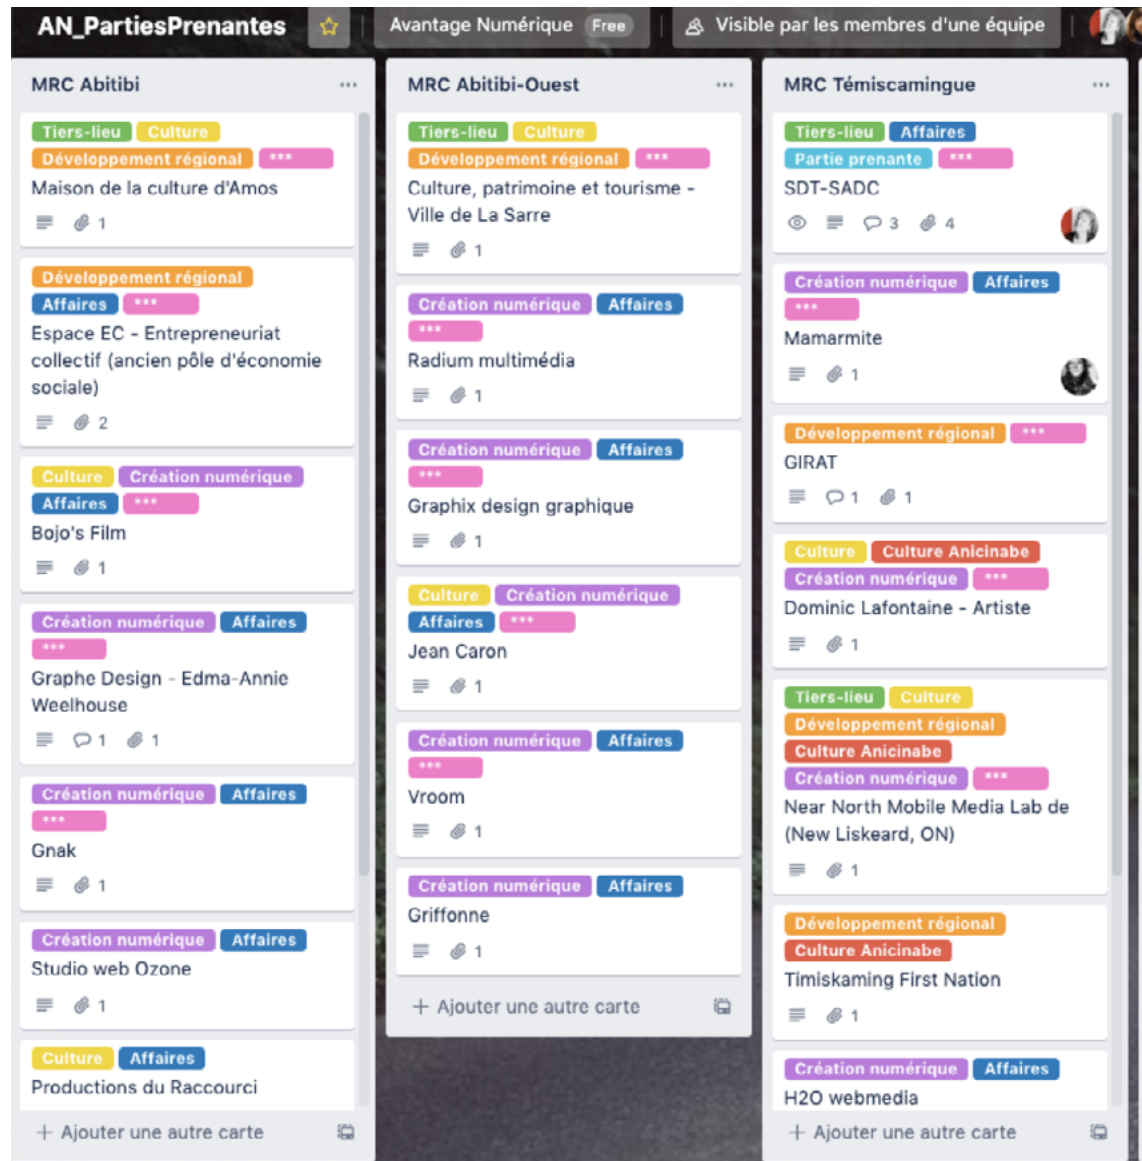 AN_PartiesPrenantes
Avantage Numérique Free
Visible par les membres d'une équipe
MRC Abitibi
Tiers-lieu Culture
Développement régional ***
Maison de la culture d'Amos
1
Développement régional
Affaires ***
Espace EC - Entrepreneuriat
collectif (ancien pôle d'économie
sociale)
2
Culture Création numérique
Affaires ***
Bojo's Film
1
Création numérique Affaires
***
Graphe Design - Edma-Annie
Weelhouse
1 1
Création numérique Affaires
***
Gnak
1
Création numérique Affaires
Studio web Ozone
1
Culture Affaires
Productions du Raccourci
+ Ajouter une autre carte
MRC Abitibi-Ouest
Tiers-lieu Culture
Développement régional ***
Culture, patrimoine et tourisme -
Ville de La Sarre
1
Création numérique Affaires
***
Radium multimédia
1
Création numérique Affaires
***
Graphix design graphique
1
Culture Création numérique
Affaires ***
Jean Caron
1
Création numérique Affaires
***
Vroom
1
Création numérique Affaires
Griffonne
1
+ Ajouter une autre carte
MRC Témiscamingue
Tiers-lieu Affaires
Partie prenante ***
SDT-SADC
3 4
Création numérique Affaires
***
Mamarmite
1
Développement régional ***
GIRAT
1 1
Culture Culture Anicinabe
Création numérique ***
Dominic Lafontaine - Artiste
1
Tiers-lieu Culture
Développement régional
Culture Anicinabe
Création numérique ***
Near North Mobile Media Lab de
(New Liskeard, ON)
1
Développement régional
Culture Anicinabe
Timiskaming First Nation
1
Création numérique Affaires
H2O webmedia
+ Ajouter une autre carte